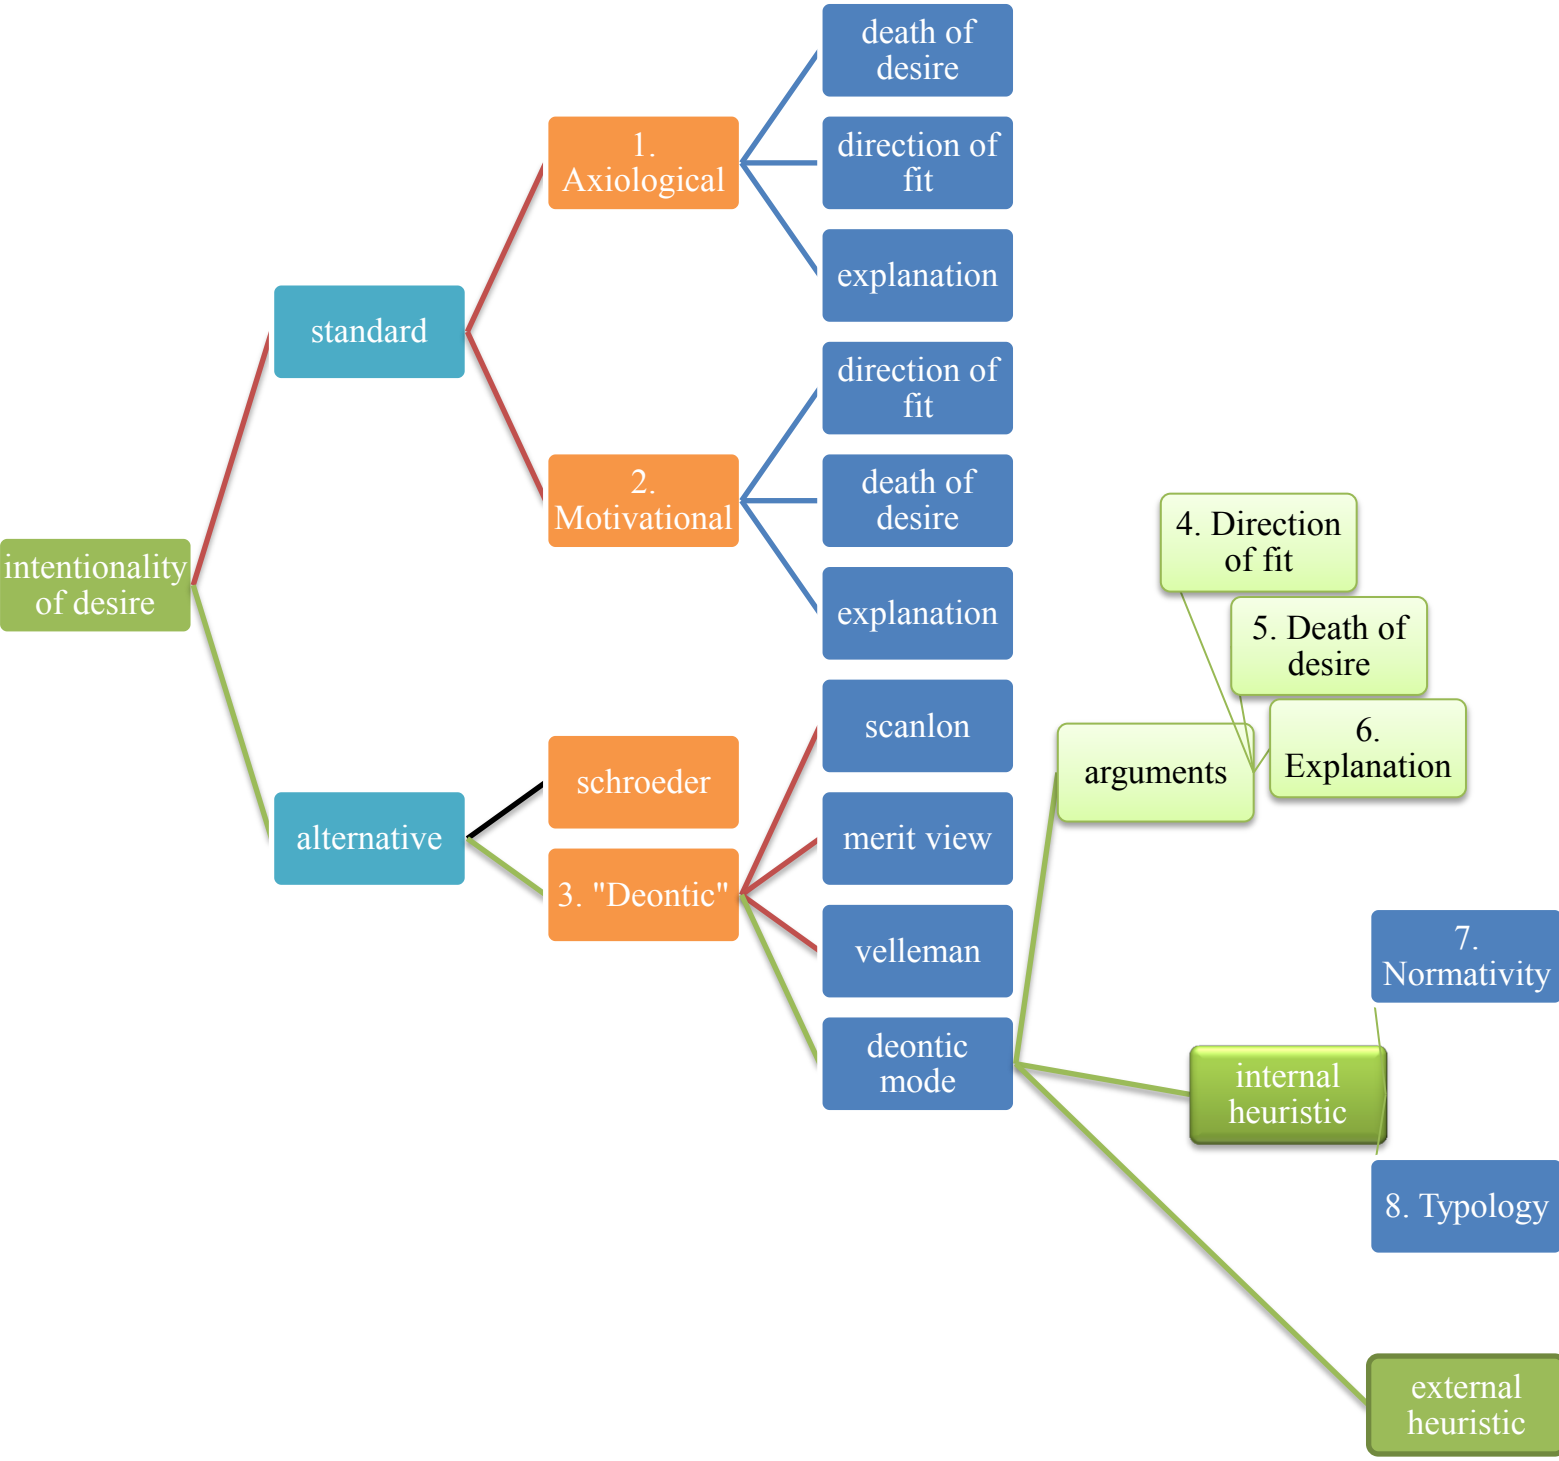 intentionality
of desire
standard
1.
Axiological
death of
desire
direction of
fit
explanation
2.
Motivational
direction of
fit
death of
desire
explanation
alternative
schroeder
3. "Deontic"
scanlon
merit view
velleman
deontic
mode
arguments
4. Direction
of fit
5. Death of
desire
6.
Explanation
internal
heuristic
7.
Normativity
8. Typology
external
heuristic